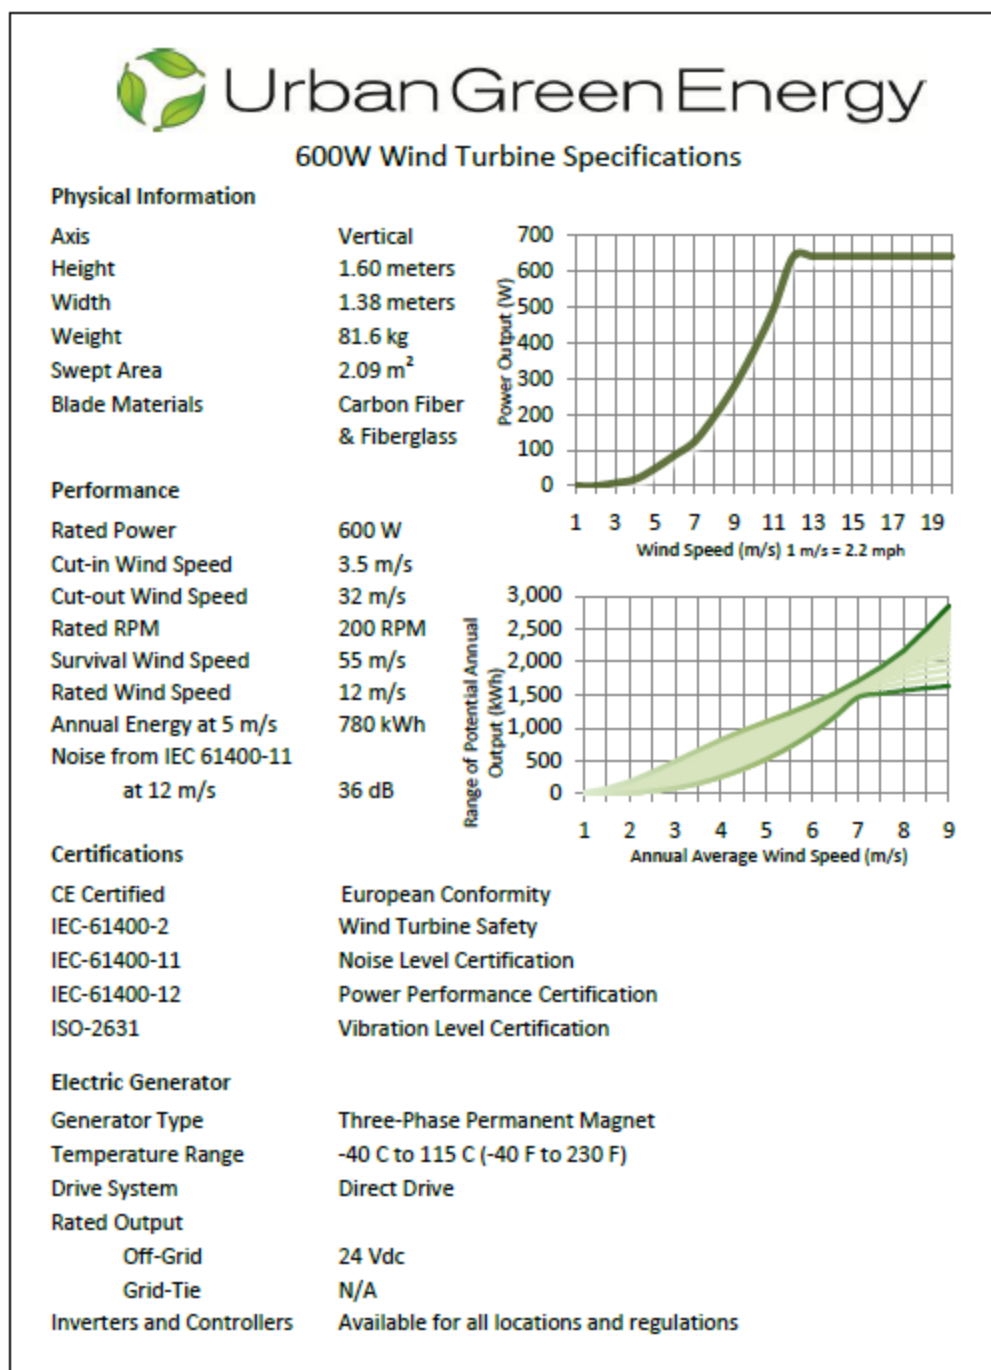 Urban Green Energy
600W Wind Turbine Specifications
Physical Information
Axis Vertical
Height 1.60 meters
Width 1.38 meters
Weight 81.6 kg
Swept Area 2.09 m²
Blade Materials Carbon Fiber
& Fiberglass
Performance
Rated Power 600 W
Cut-in Wind Speed 3.5 m/s
Cut-out Wind Speed 32 m/s
Rated RPM 200 RPM
Survival Wind Speed 55 m/s
Rated Wind Speed 12 m/s
Annual Energy at 5 m/s 780 kWh
Noise from IEC 61400-11
at 12 m/s 36 dB
Power Output (W)
700
600
500
400
300
200
100
0
1 3 5 7 9 11 13 15 17 19
Wind Speed (m/s) 1 m/s = 2.2 mph
Range of Potential Annual
Output (kWh)
3,000
2,500
2,000
1,500
1,000
500
0
1 2 3 4 5 6 7 8 9
Annual Average Wind Speed (m/s)
Certifications
CE Certified European Conformity
IEC-61400-2 Wind Turbine Safety
IEC-61400-11 Noise Level Certification
IEC-61400-12 Power Performance Certification
ISO-2631 Vibration Level Certification
Electric Generator
Generator Type Three-Phase Permanent Magnet
Temperature Range -40 C to 115 C (-40 F to 230 F)
Drive System Direct Drive
Rated Output
Off-Grid 24 Vdc
Grid-Tie N/A
Inverters and Controllers Available for all locations and regulations